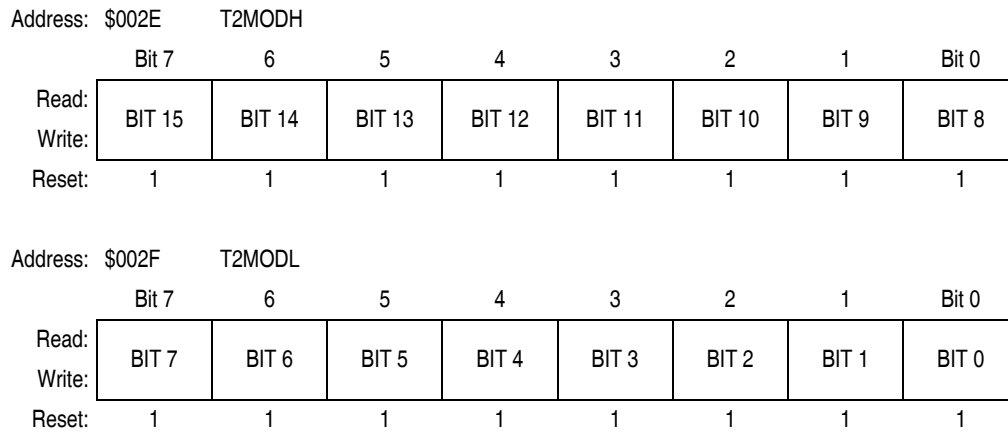 Address: $002E T2MODH
Bit 7 6 5 4 3 2 1 Bit 0
Read:
BIT 15 BIT 14 BIT 13 BIT 12 BIT 11 BIT 10 BIT 9 BIT 8
Write:
Reset: 1 1 1 1 1 1 1 1
Address: $002F T2MODL
Bit 7 6 5 4 3 2 1 Bit 0
Read:
BIT 7 BIT 6 BIT 5 BIT 4 BIT 3 BIT 2 BIT 1 BIT 0
Write:
Reset: 1 1 1 1 1 1 1 1